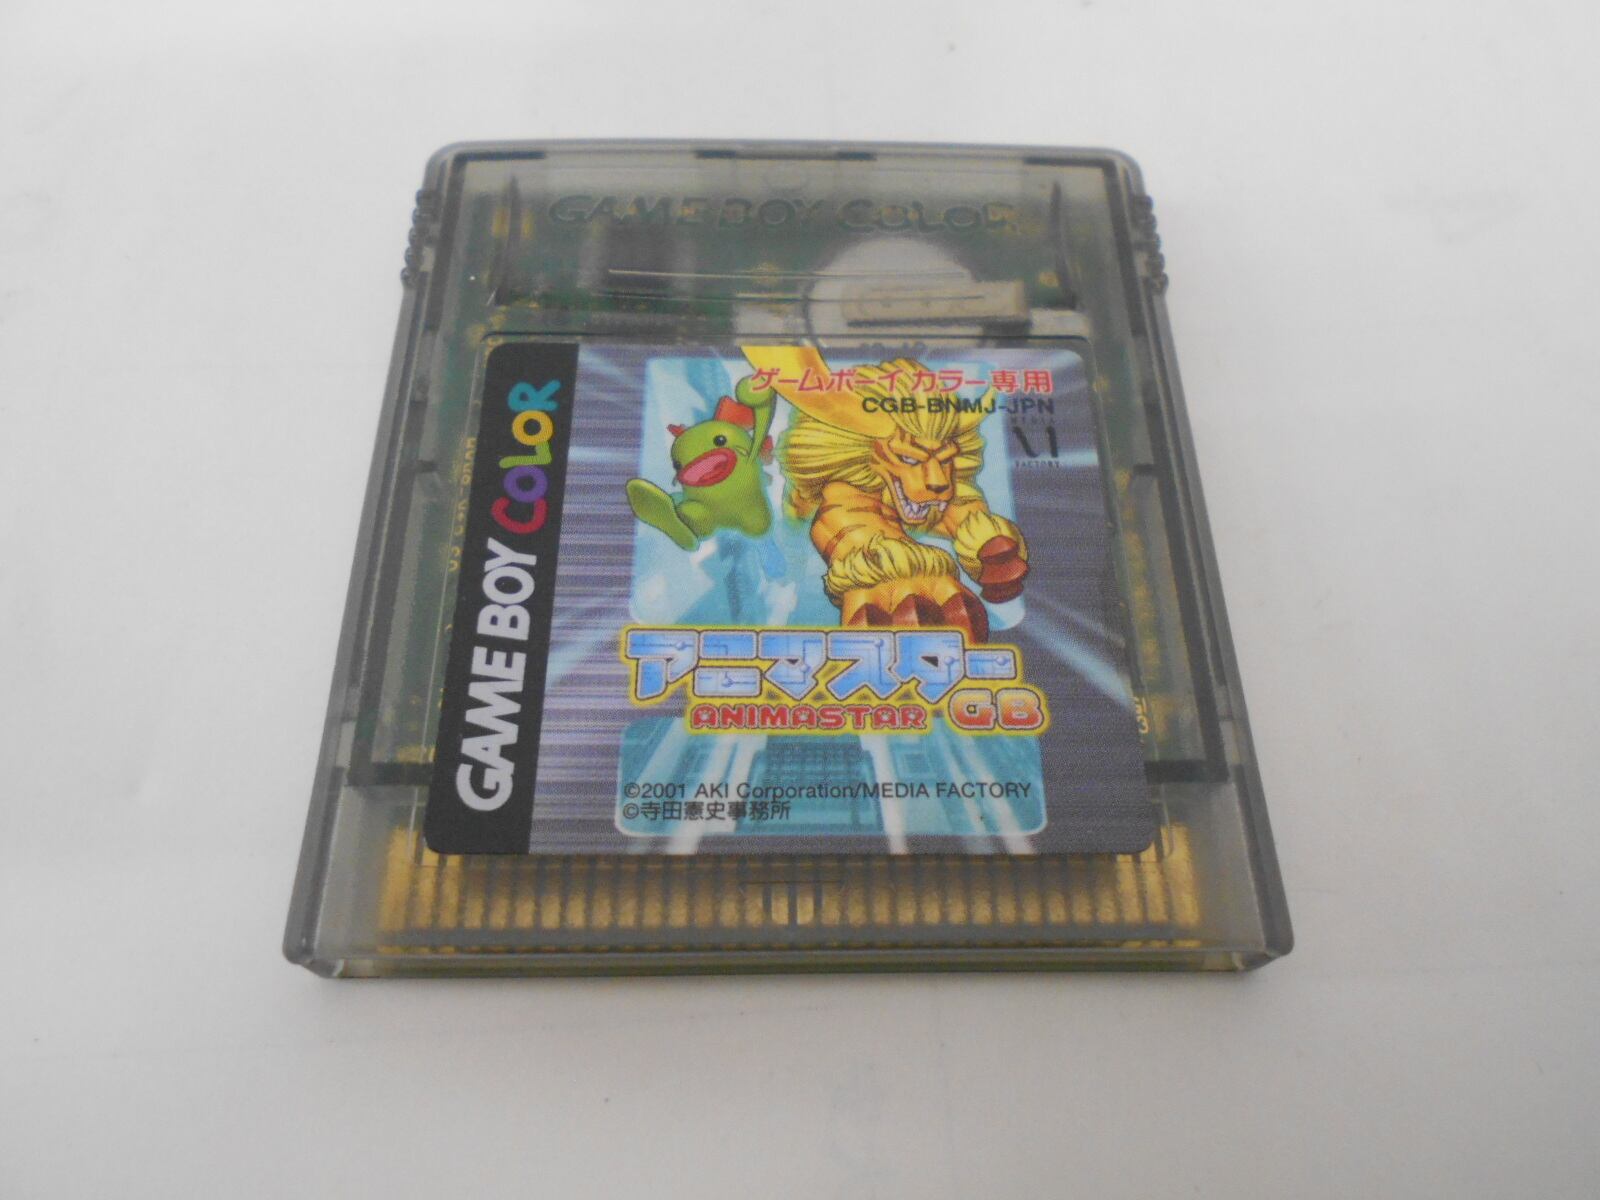 GAME BOY COLOR
GAME BOY COLOR
ゲームボーイ カラー専用
CGB-BNMJ-JPN
MEDIA
FACTORY
アニマスター
ANIMASTAR GB
©2001 AKI Corporation/MEDIA FACTORY
©寺田憲史事務所